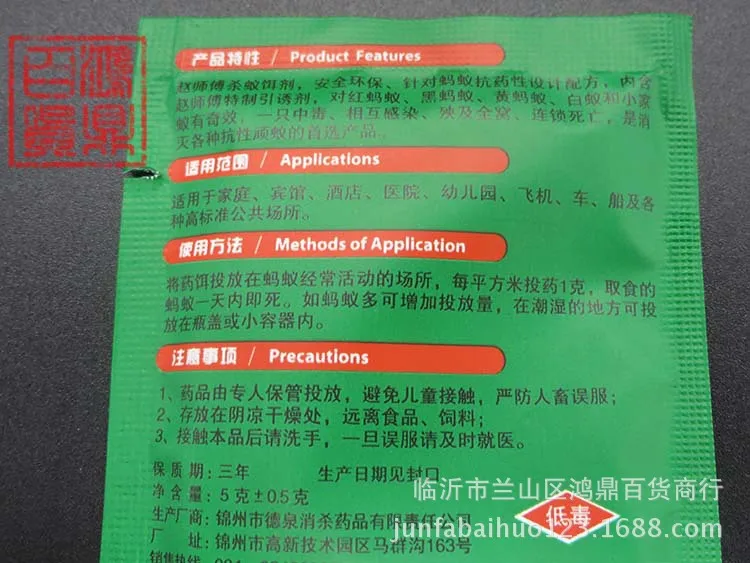 鸿鼎百货
产品特性 / Product Features
赵师傅杀蚁饵剂，安全环保、针对蚂蚁抗药性设计配方，内含
赵师傅特制引诱剂，对红蚂蚁、黑蚂蚁、黄蚂蚁、白蚁和小家
蚁有奇效，一只中毒、相互感染、殃及全窝、连锁死亡，是消
灭各种抗性顽蚁的首选产品。
适用范围 / Applications
适用于家庭、宾馆、酒店、医院、幼儿园、飞机、车、船及各
种高标准公共场所。
使用方法 / Methods of Application
将药饵投放在蚂蚁经常活动的场所，每平方米投药1克，取食的
蚂蚁一天内即死。如蚂蚁多可增加投放量，在潮湿的地方可投
放在瓶盖或小容器内。
注意事项 / Precautions
1、药品由专人保管投放，避免儿童接触，严防人畜误服；
2、存放在阴凉干燥处，远离食品、饲料；
3、接触本品后请洗手，一旦误服请及时就医。
保质期：三年 生产日期见封口
净含量：5克±0.5克
生产厂商：锦州市德泉消杀药品有限责任公司
厂 址：锦州市高新技术园区马群沟163号
低毒
临沂市兰山区鸿鼎百货商行
junfabaihuo123.1688.com